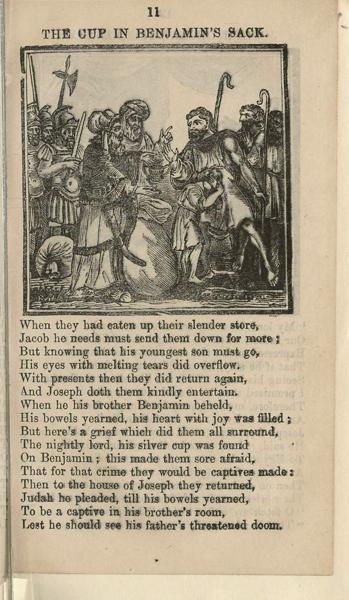 11
THE CUP IN BENJAMIN'S SACK.
When they had eaten up their slender store,
Jacob he needs must send them down for more;
But knowing that his youngest son must go,
His eyes with melting tears did overflow.
With presents then they did return again,
And Joseph doth them kindly entertain.
When he his brother Benjamin beheld,
His bowels yearned, his heart with joy was filled;
But here's a grief which did them all surround,
The nightly lord, his silver cup was found
On Benjamin; this made them sore afraid,
That for that crime they would be captives made:
Then to the house of Joseph they returned,
Judah he pleaded, till his bowels yearned,
To be a captive in his brother's room,
Lest he should see his father's threatened doom.